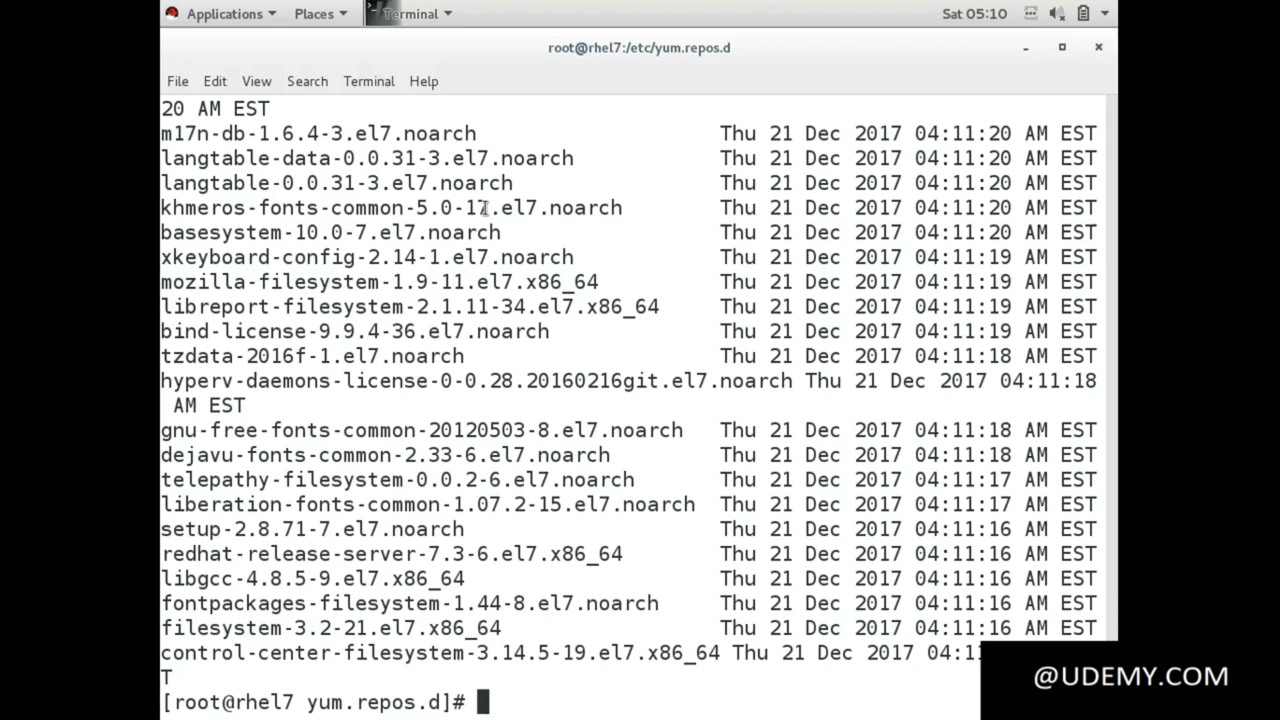 Applications Places Terminal Sat 05:10
root@rhel7:/etc/yum.repos.d
File Edit View Search Terminal Help
20 AM EST
m17n-db-1.6.4-3.el7.noarch Thu 21 Dec 2017 04:11:20 AM EST
langtable-data-0.0.31-3.el7.noarch Thu 21 Dec 2017 04:11:20 AM EST
langtable-0.0.31-3.el7.noarch Thu 21 Dec 2017 04:11:20 AM EST
khmeros-fonts-common-5.0-17.el7.noarch Thu 21 Dec 2017 04:11:20 AM EST
basesystem-10.0-7.el7.noarch Thu 21 Dec 2017 04:11:20 AM EST
xkeyboard-config-2.14-1.el7.noarch Thu 21 Dec 2017 04:11:19 AM EST
mozilla-filesystem-1.9-11.el7.x86_64 Thu 21 Dec 2017 04:11:19 AM EST
libreport-filesystem-2.1.11-34.el7.x86_64 Thu 21 Dec 2017 04:11:19 AM EST
bind-license-9.9.4-36.el7.noarch Thu 21 Dec 2017 04:11:19 AM EST
tzdata-2016f-1.el7.noarch Thu 21 Dec 2017 04:11:18 AM EST
hyperv-daemons-license-0-0.28.20160216git.el7.noarch Thu 21 Dec 2017 04:11:18
AM EST
gnu-free-fonts-common-20120503-8.el7.noarch Thu 21 Dec 2017 04:11:18 AM EST
dejavu-fonts-common-2.33-6.el7.noarch Thu 21 Dec 2017 04:11:18 AM EST
telepathy-filesystem-0.0.2-6.el7.noarch Thu 21 Dec 2017 04:11:17 AM EST
liberation-fonts-common-1.07.2-15.el7.noarch Thu 21 Dec 2017 04:11:17 AM EST
setup-2.8.71-7.el7.noarch Thu 21 Dec 2017 04:11:16 AM EST
redhat-release-server-7.3-6.el7.x86_64 Thu 21 Dec 2017 04:11:16 AM EST
libgcc-4.8.5-9.el7.x86_64 Thu 21 Dec 2017 04:11:16 AM EST
fontpackages-filesystem-1.44-8.el7.noarch Thu 21 Dec 2017 04:11:16 AM EST
filesystem-3.2-21.el7.x86_64 Thu 21 Dec 2017 04:11:16 AM EST
control-center-filesystem-3.14.5-19.el7.x86_64 Thu 21 Dec 2017
T
[root@rhel7 yum.repos.d]#
@UDEMY.COM